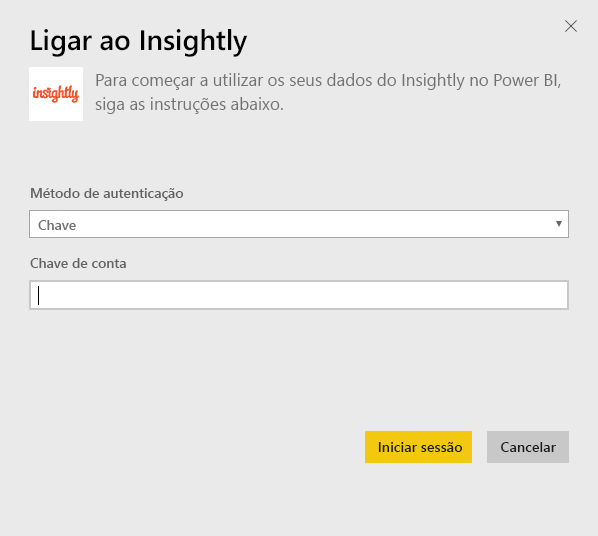 Ligar ao Insightly
insightly
Para começar a utilizar os seus dados do Insightly no Power BI,
siga as instruções abaixo.
Método de autenticação
Chave
Chave de conta
Iniciar sessão
Cancelar